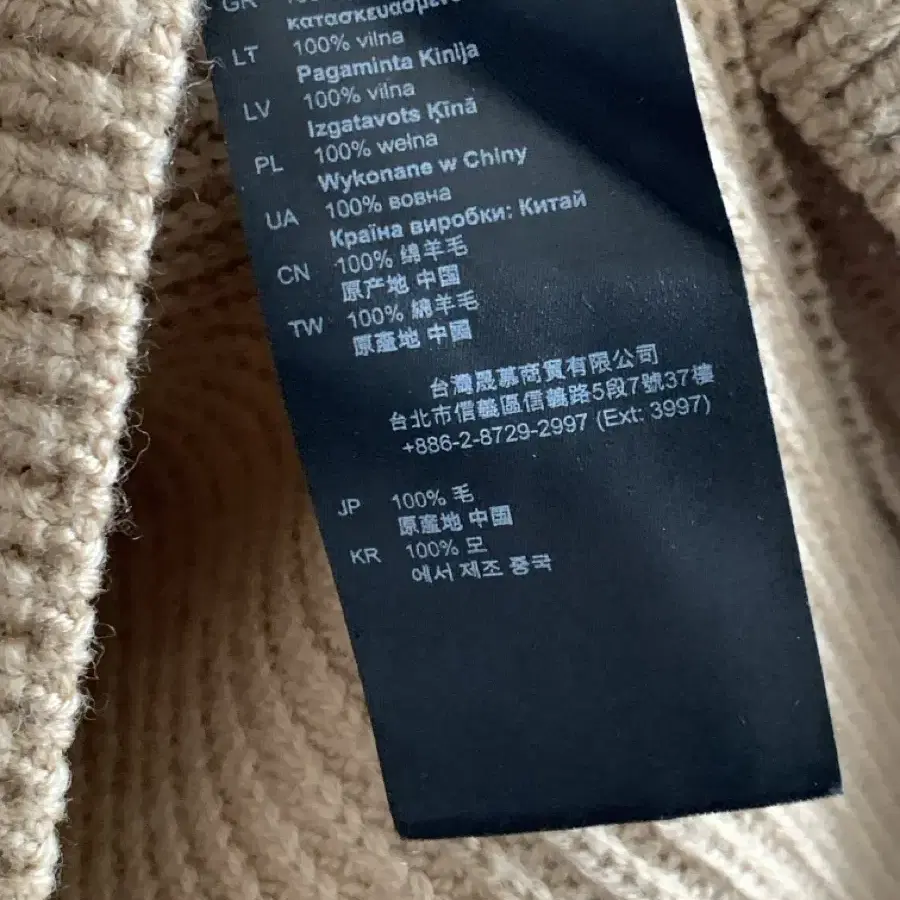 GR
κατασκευασμένο
LT 100% vilna
Pagaminta Kinija
LV 100% vilna
Izgatavots Ķīnā
PL 100% wełna
Wykonane w Chiny
UA 100% вовна
Країна виробки: Китай
CN 100% 绵羊毛
原产地 中国
TW 100% 綿羊毛
原產地 中國
台灣晟慕商貿有限公司
台北市信義區信義路5段7號37樓
+886-2-8729-2997 (Ext: 3997)
JP 100% 毛
原産地 中国
KR 100% 모
에서 제조 중국